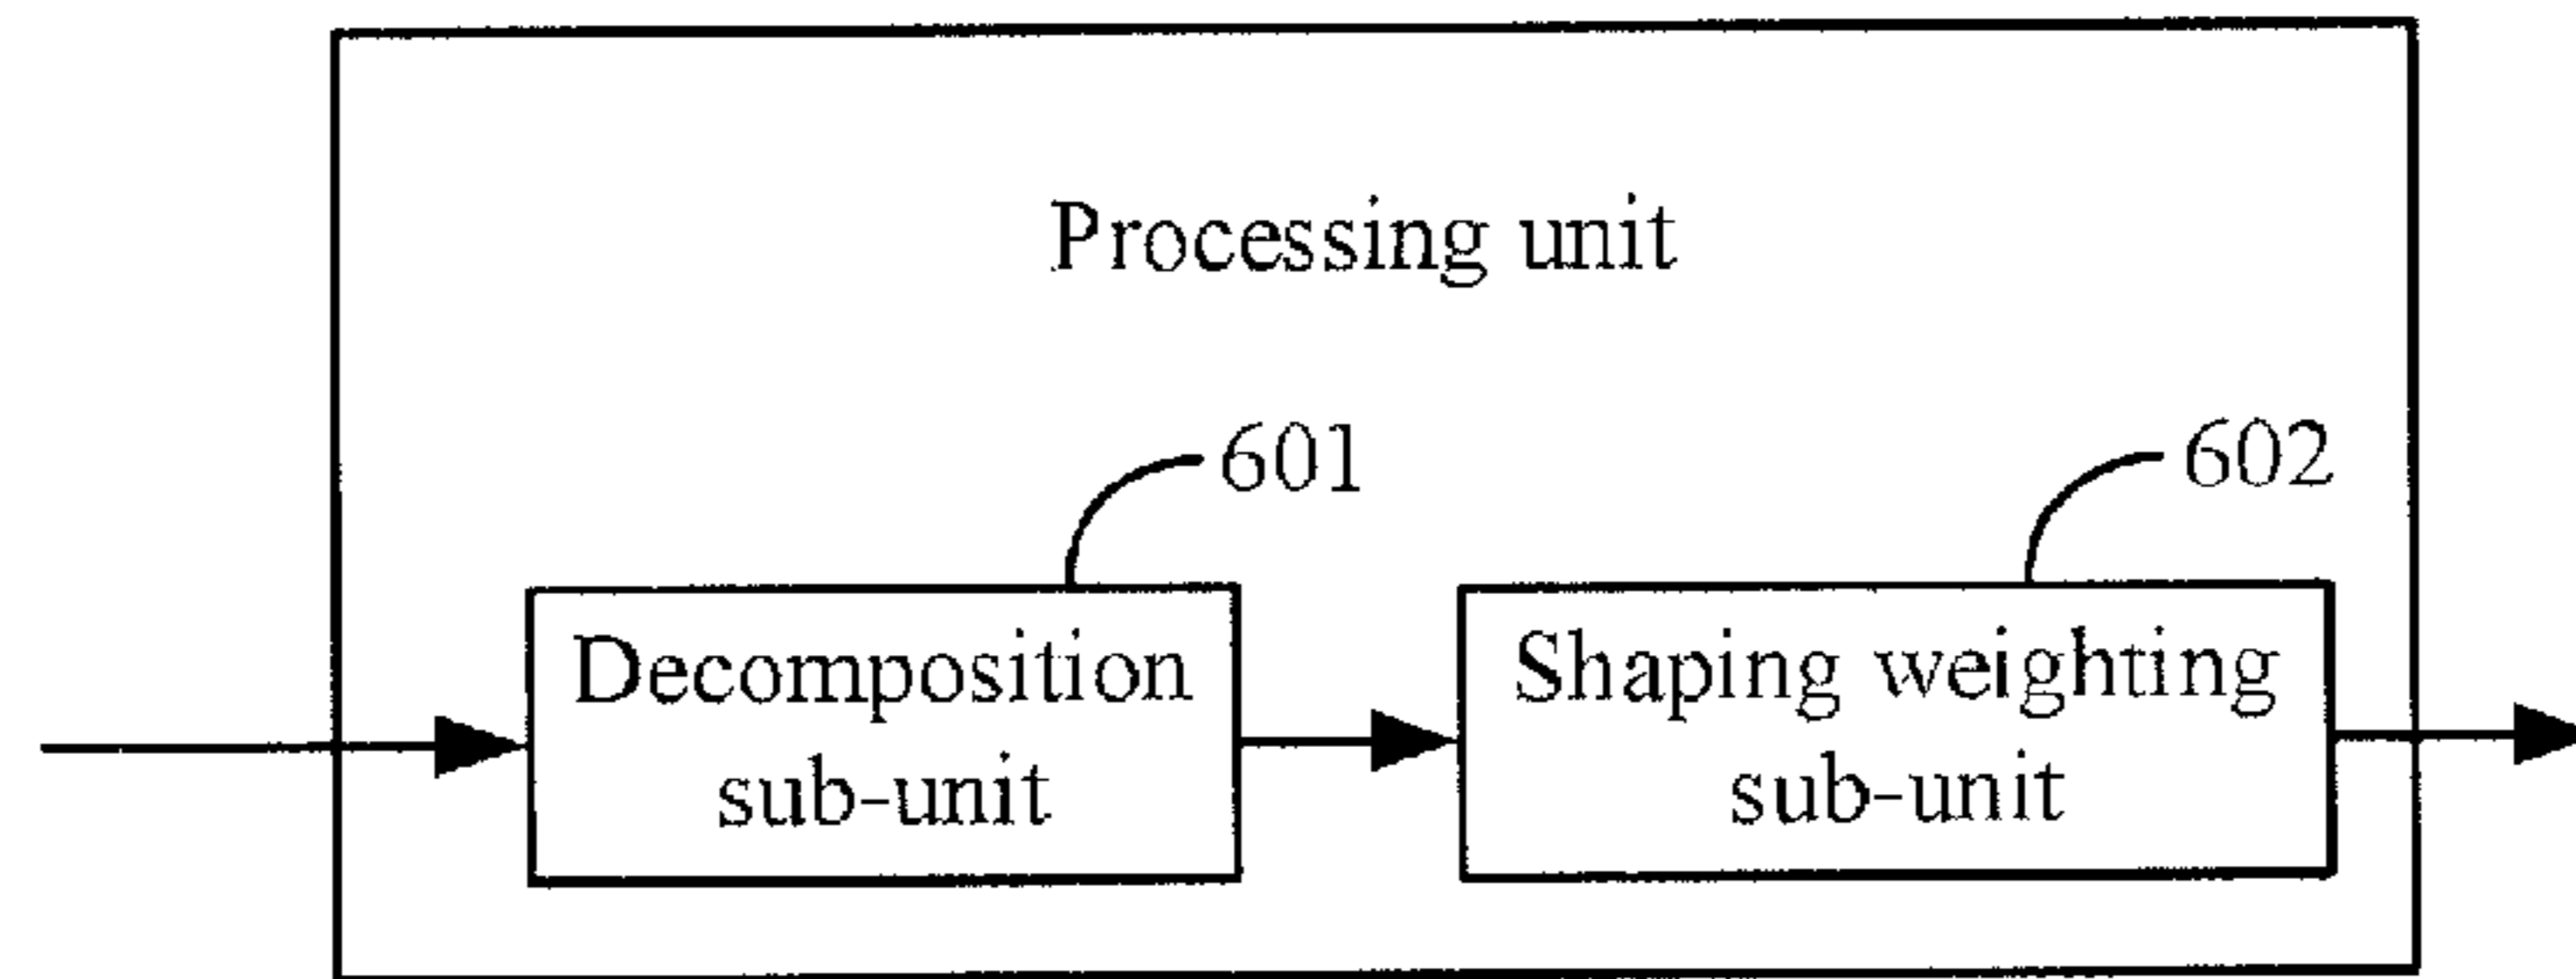 Processing unit
601
602
Decomposition
sub-unit
Shaping weighting
sub-unit